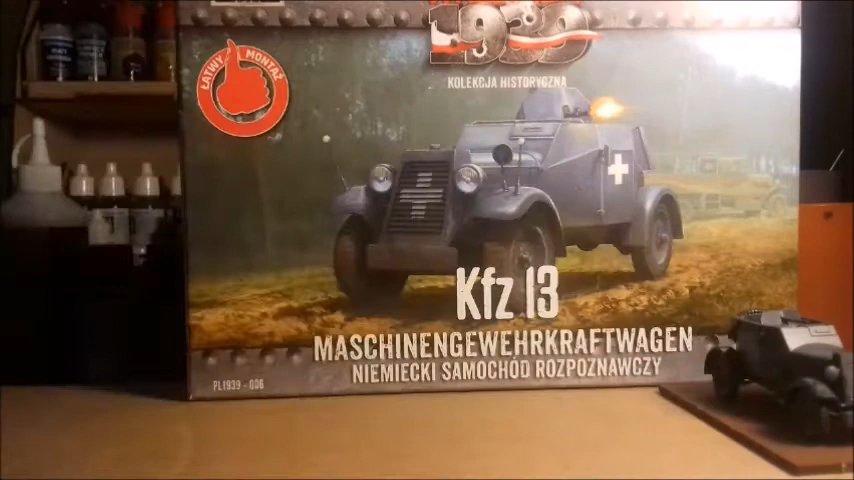 1939
KOLEKCJA HISTORYCZNA
ŁATWY MONTAŻ
Kfz 13
MASCHINENGEWEHRKRAFTWAGEN
NIEMIECKI SAMOCHÓD ROZPOZNAWCZY
PL1939 - 006